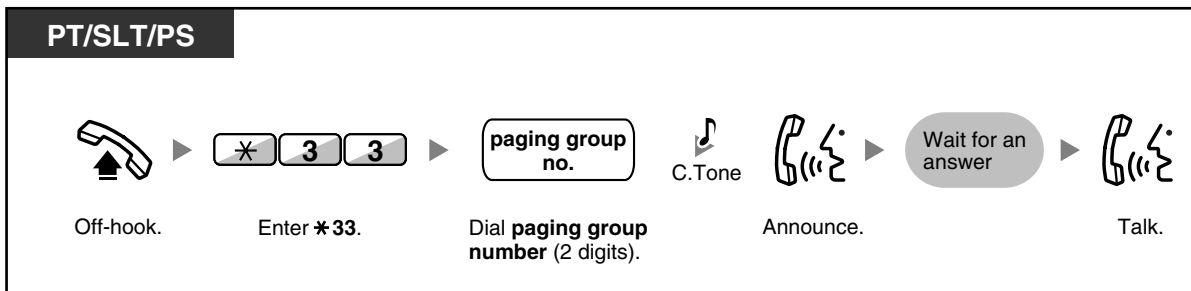 PT/SLT/PS
* 3 3
paging group
no.
C.Tone
Wait for an
answer
Off-hook.
Enter *33.
Dial paging group
number (2 digits).
Announce.
Talk.